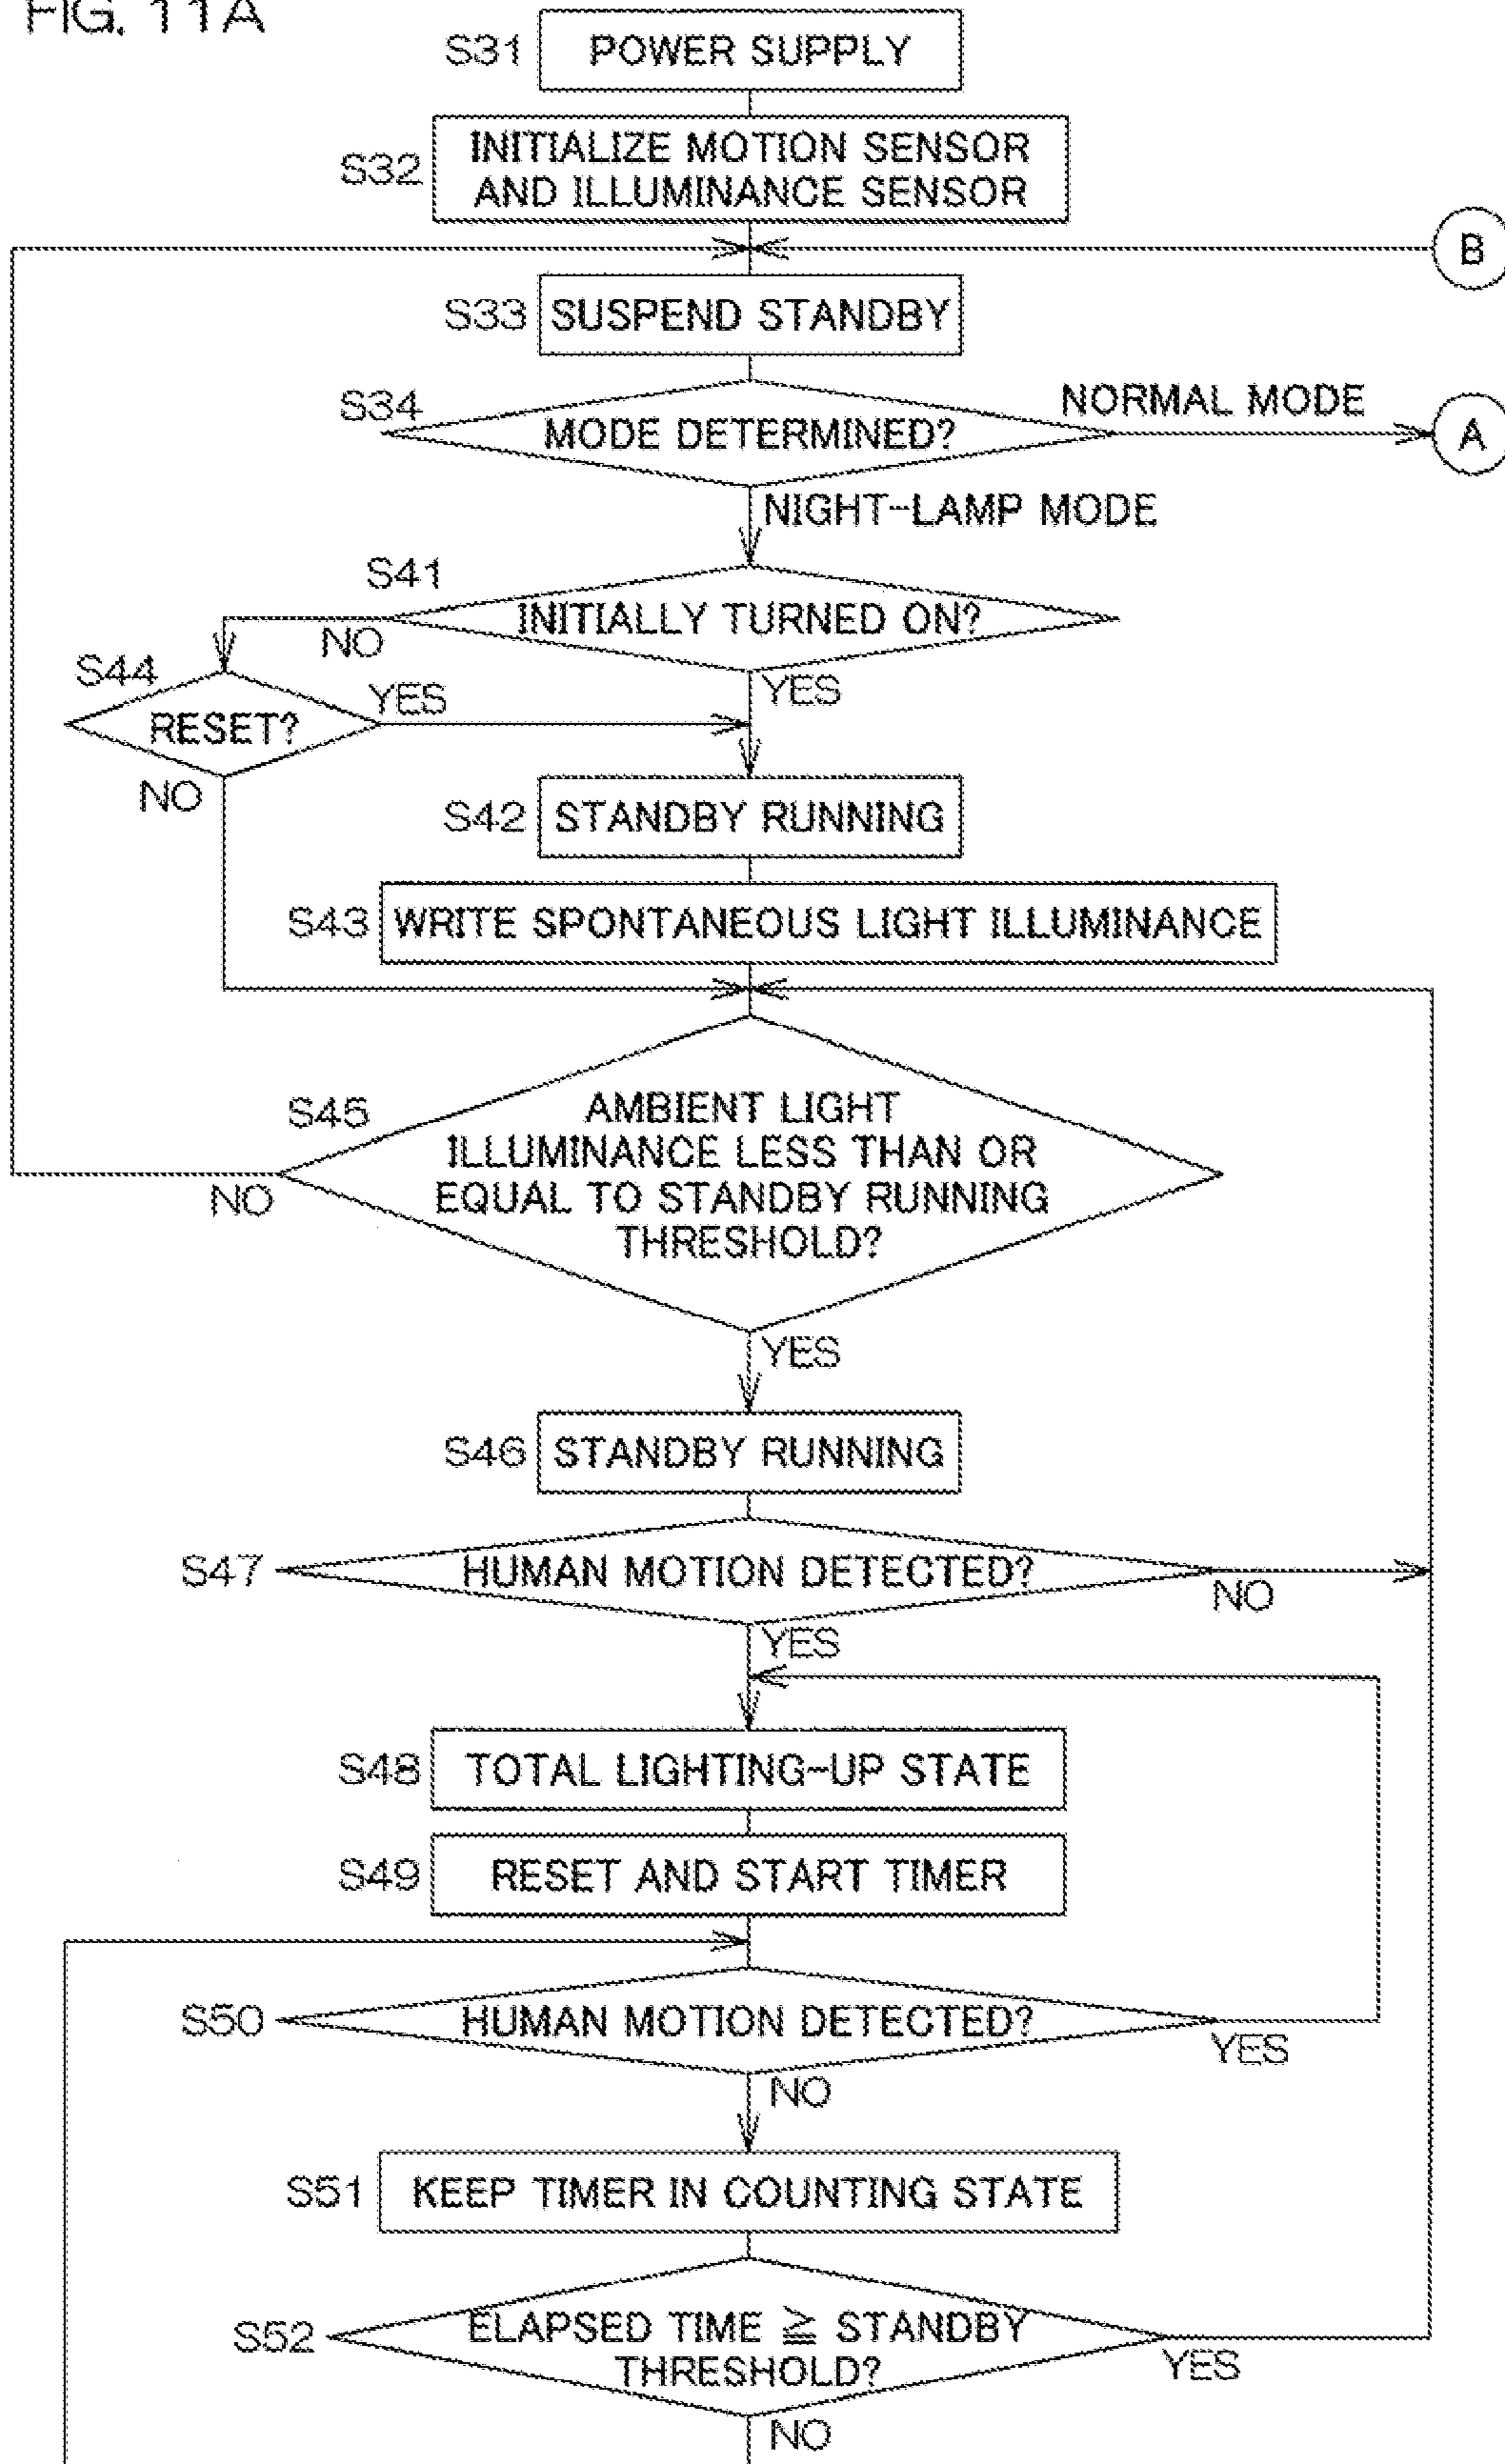 FIG. 11A
S31 POWER SUPPLY
S32 INITIALIZE MOTION SENSOR
AND ILLUMINANCE SENSOR
B
S33 SUSPEND STANDBY
S34 MODE DETERMINED?
NORMAL MODE
A
NIGHT-LAMP MODE
S41 INITIALLY TURNED ON?
NO
YES
S44 RESET?
YES
NO
S42 STANDBY RUNNING
S43 WRITE SPONTANEOUS LIGHT ILLUMINANCE
S45 AMBIENT LIGHT
ILLUMINANCE LESS THAN OR
EQUAL TO STANDBY RUNNING
THRESHOLD?
NO
YES
S46 STANDBY RUNNING
S47 HUMAN MOTION DETECTED?
NO
YES
S48 TOTAL LIGHTING-UP STATE
S49 RESET AND START TIMER
S50 HUMAN MOTION DETECTED?
YES
NO
S51 KEEP TIMER IN COUNTING STATE
S52 ELAPSED TIME ≧ STANDBY
THRESHOLD?
YES
NO